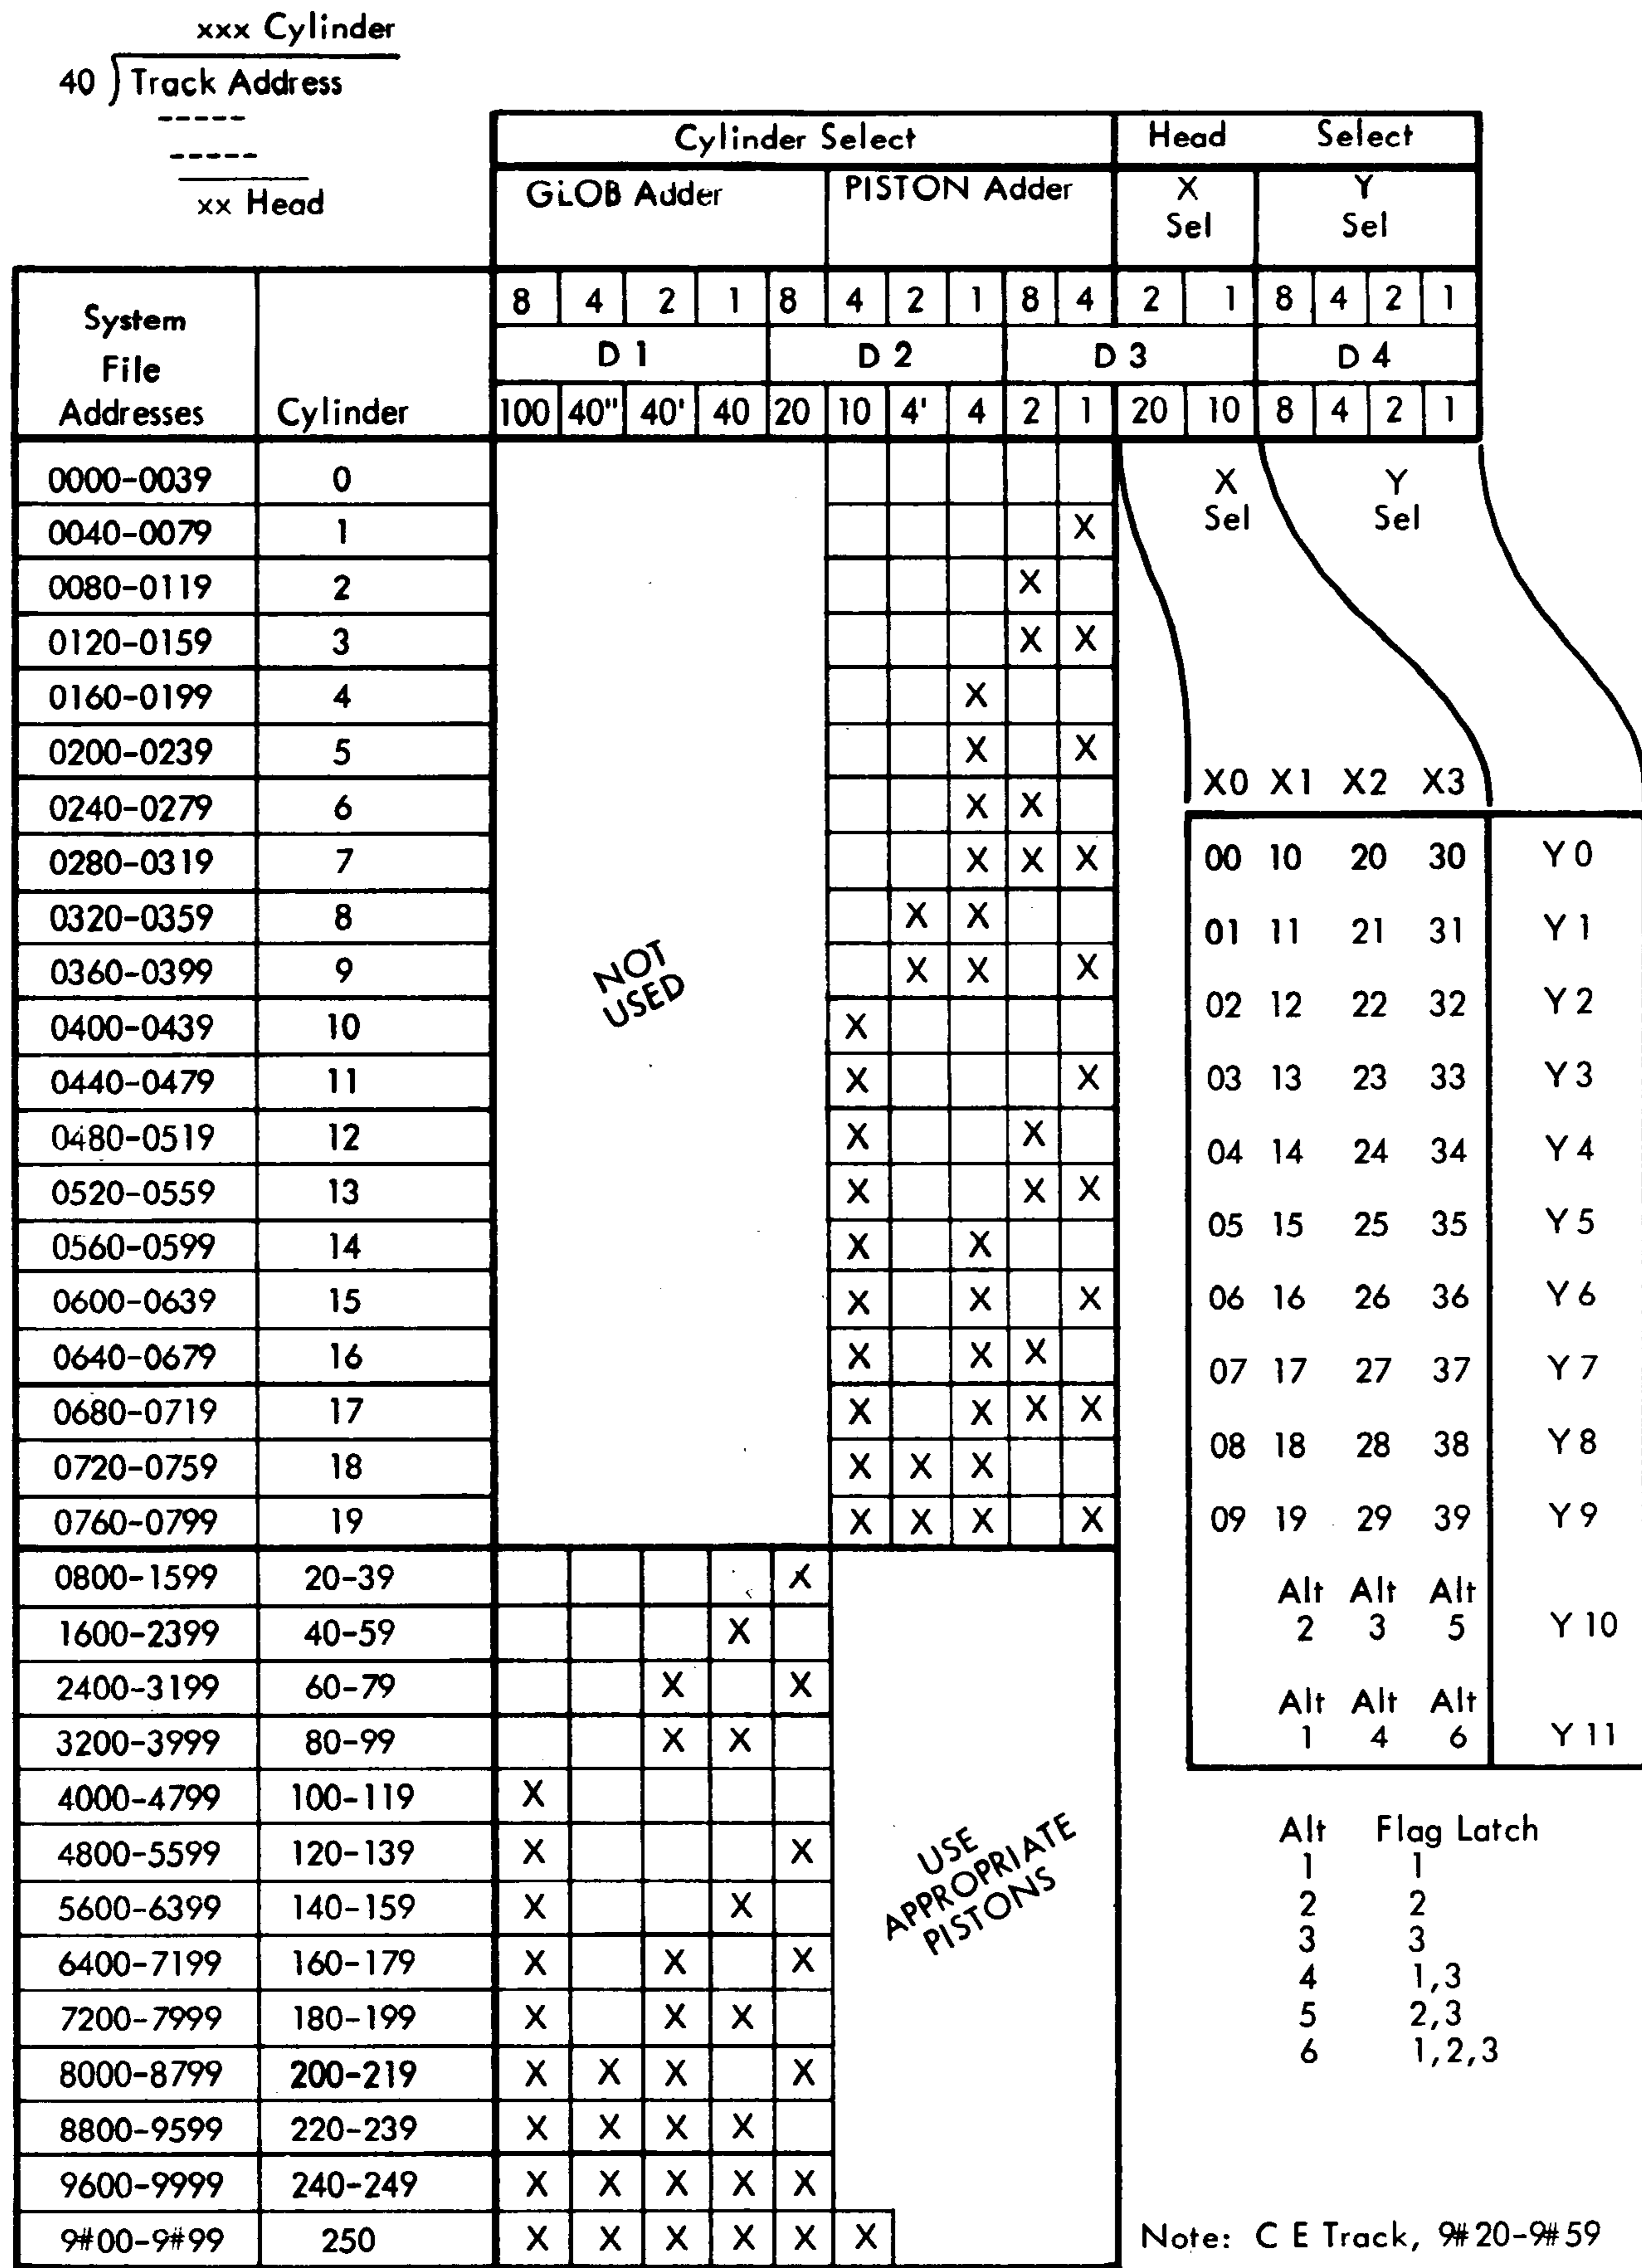 xxx Cylinder
40 ) Track Address
-----
-----
xx Head
Cylinder Select Head Select
GLOB Adder PISTON Adder X Sel Y Sel
System File Addresses Cylinder
8 4 2 1 8 4 2 1 8 4 2 1 8 4 2 1
D 1 D 2 D 3 D 4
100 40" 40' 40 20 10 4' 4 2 1 20 10 8 4 2 1
X Sel Y Sel
0000-0039 0
0040-0079 1 X
0080-0119 2 X
0120-0159 3 X X
0160-0199 4 X
0200-0239 5 X X
0240-0279 6 X X
0280-0319 7 X X X
0320-0359 8 X X
0360-0399 9 X X X
0400-0439 10 X
0440-0479 11 X X
0480-0519 12 X X
0520-0559 13 X X X
0560-0599 14 X X
0600-0639 15 X X X
0640-0679 16 X X X
0680-0719 17 X X X X
0720-0759 18 X X X
0760-0799 19 X X X X
NOT
USED
0800-1599 20-39 X
1600-2399 40-59 X
2400-3199 60-79 X X
3200-3999 80-99 X X
4000-4799 100-119 X
4800-5599 120-139 X X
5600-6399 140-159 X X
6400-7199 160-179 X X X
7200-7999 180-199 X X X
8000-8799 200-219 X X X X
8800-9599 220-239 X X X X
9600-9999 240-249 X X X X X
9#00-9#99 250 X X X X X X
USE
APPROPRIATE
PISTONS
X0 X1 X2 X3
00 10 20 30 Y 0
01 11 21 31 Y 1
02 12 22 32 Y 2
03 13 23 33 Y 3
04 14 24 34 Y 4
05 15 25 35 Y 5
06 16 26 36 Y 6
07 17 27 37 Y 7
08 18 28 38 Y 8
09 19 29 39 Y 9
Alt Alt Alt
2 3 5 Y 10
Alt Alt Alt
1 4 6 Y 11
Alt Flag Latch
1 1
2 2
3 3
4 1,3
5 2,3
6 1,2,3
Note: C E Track, 9#20-9#59